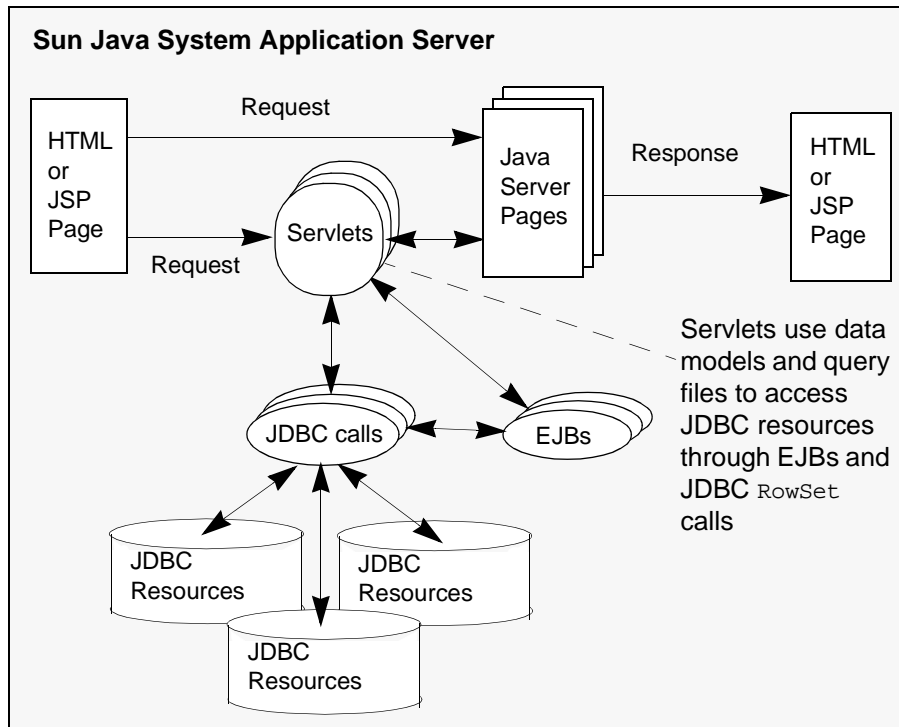 Sun Java System Application Server
Request
HTML
or
JSP
Page
Java
Server
Pages
Response
HTML
or
JSP
Page
Servlets
Request
Servlets use data
models and query
files to access
JDBC resources
through EJBs and
JDBC RowSet
calls
JDBC calls
EJBs
JDBC
Resources
JDBC
Resources
JDBC
Resources